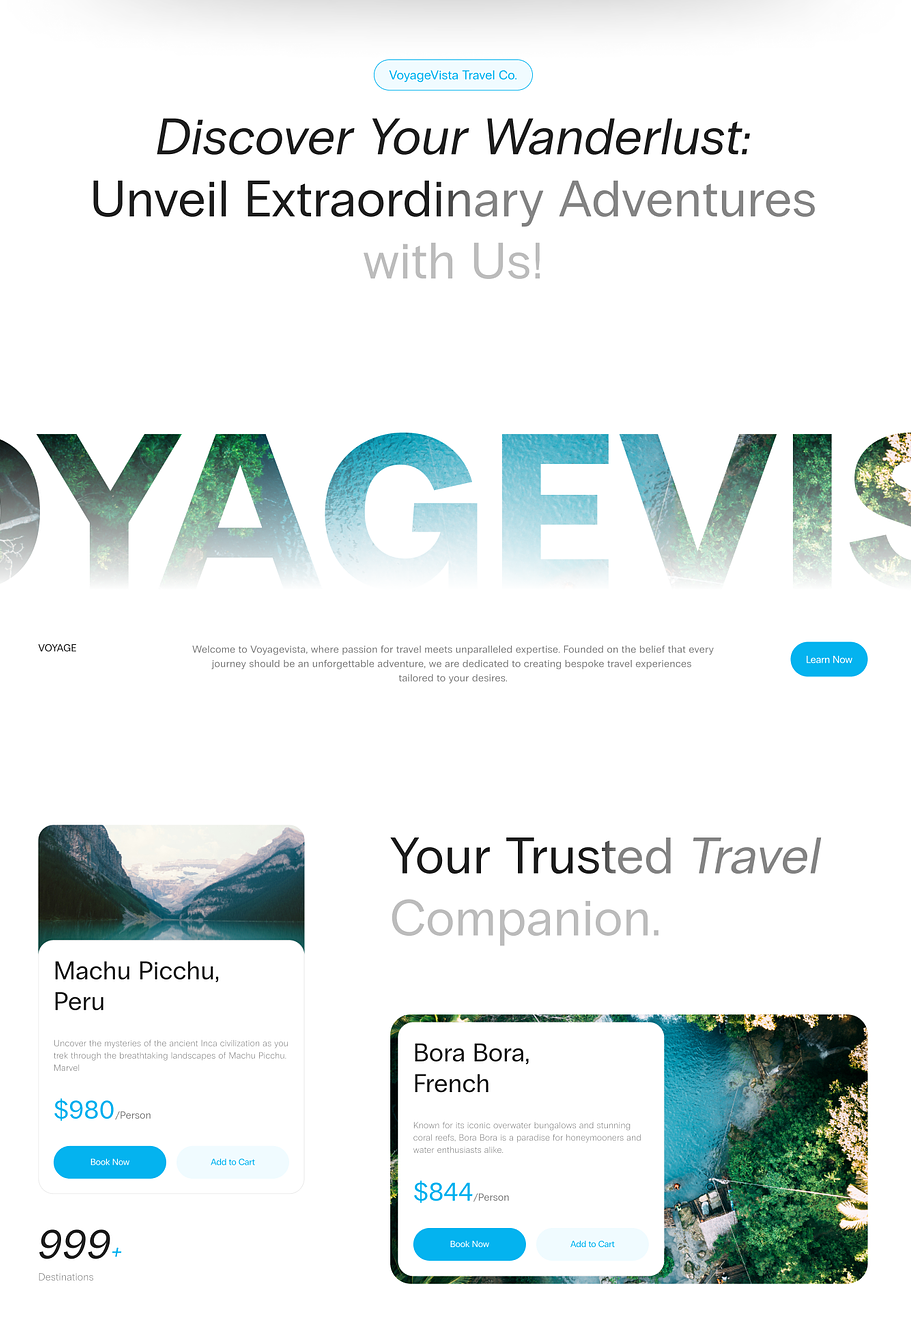 VoyageVista Travel Co.
Discover Your Wanderlust:
Unveil Extraordinary Adventures
with Us!
OYAGEVIS
VOYAGE
Welcome to Voyagevista, where passion for travel meets unparalleled expertise. Founded on the belief that every
journey should be an unforgettable adventure, we are dedicated to creating bespoke travel experiences
tailored to your desires.
Learn Now
Your Trusted Travel
Companion.
Machu Picchu,
Peru
Uncover the mysteries of the ancient Inca civilization as you
trek through the breathtaking landscapes of Machu Picchu.
Marvel
$980/Person
Book Now
Add to Cart
999+
Destinations
Bora Bora,
French
Known for its iconic overwater bungalows and stunning
coral reefs, Bora Bora is a paradise for honeymooners and
water enthusiasts alike.
$844/Person
Book Now
Add to Cart